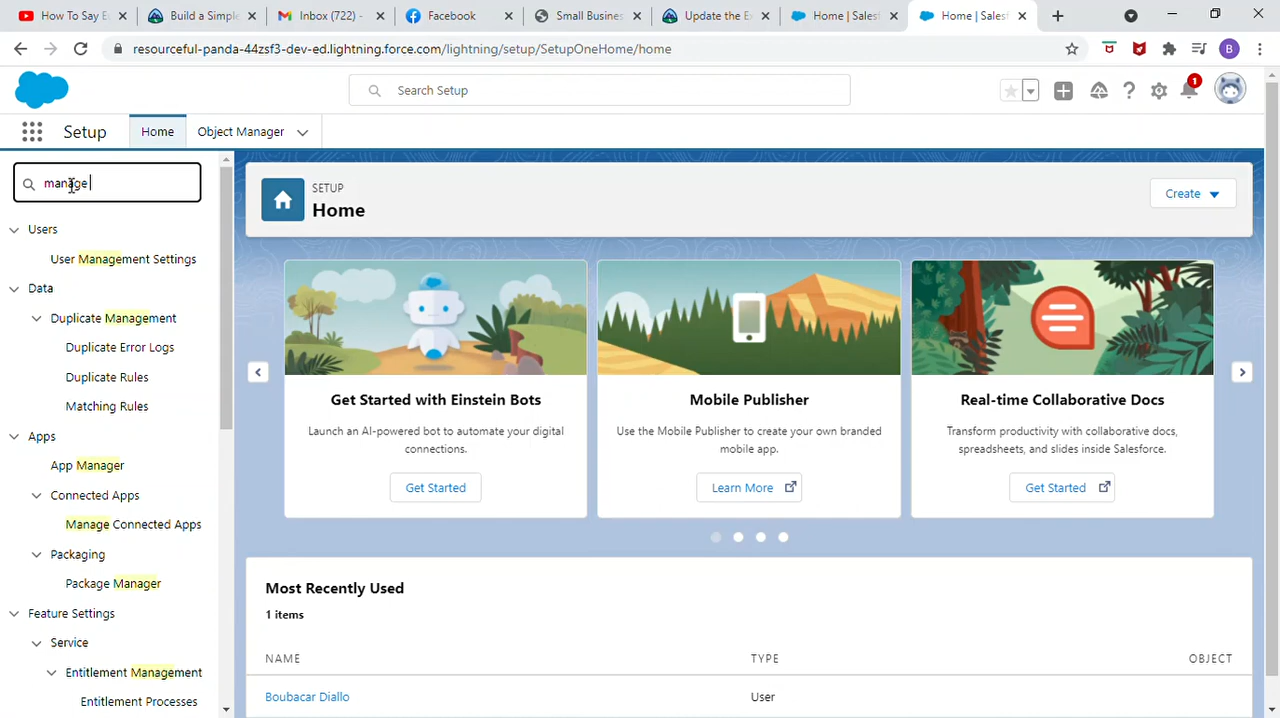 How To Say Ex
Build a Simple
Inbox (722) -
Facebook
Small Busines
Update the Ex
Home | Salesf
Home | Salesf
resourceful-panda-44zsf3-dev-ed.lightning.force.com/lightning/setup/SetupOneHome/home
B
Search Setup
1
Setup
Home
Object Manager
manage
Users
User Management Settings
Data
Duplicate Management
Duplicate Error Logs
Duplicate Rules
Matching Rules
Apps
App Manager
Connected Apps
Manage Connected Apps
Packaging
Package Manager
Feature Settings
Service
Entitlement Management
Entitlement Processes
SETUP
Home
Create
Get Started with Einstein Bots
Launch an AI-powered bot to automate your digital
connections.
Get Started
Mobile Publisher
Use the Mobile Publisher to create your own branded
mobile app.
Learn More
Real-time Collaborative Docs
Transform productivity with collaborative docs,
spreadsheets, and slides inside Salesforce.
Get Started
Most Recently Used
1 items
NAME TYPE OBJECT
Boubacar Diallo User